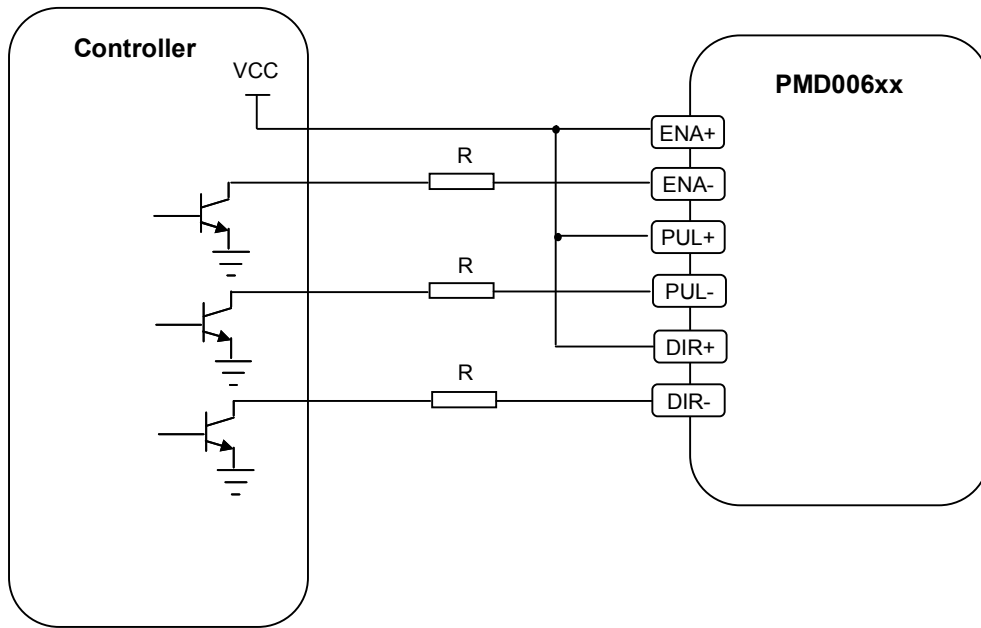 Controller
VCC
PMD006xx
ENA+
R
ENA-
PUL+
R
PUL-
DIR+
R
DIR-